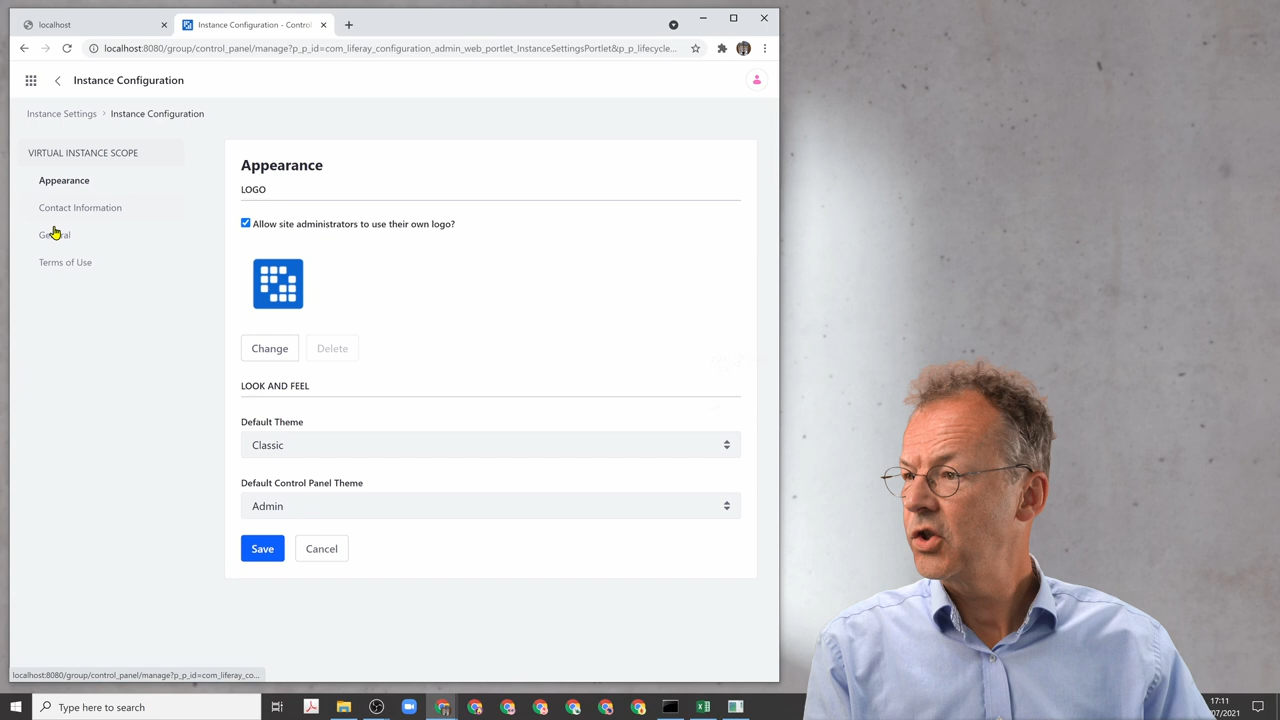 localhost
Instance Configuration - Control
localhost:8080/group/control_panel/manage?p_p_id=com_liferay_configuration_admin_web_portlet_InstanceSettingsPortlet&p_p_lifecycle...
Instance Configuration
Instance Settings > Instance Configuration
VIRTUAL INSTANCE SCOPE
Appearance
Contact Information
General
Terms of Use
Appearance
LOGO
Allow site administrators to use their own logo?
Change Delete
LOOK AND FEEL
Default Theme
Classic
Default Control Panel Theme
Admin
Save Cancel
localhost:8080/group/control_panel/manage?p_p_id=com_liferay_co...
Type here to search
17:11
07/2021